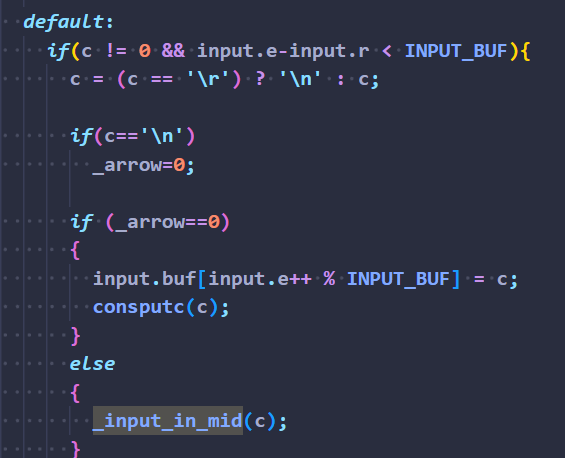 default:
if(c != 0 && input.e-input.r < INPUT_BUF){
c = (c == '\r') ? '\n' : c;
if(c=='\n')
_arrow=0;
if (_arrow==0)
{
input.buf[input.e++ % INPUT_BUF] = c;
consputc(c);
}
else
{
_input_in_mid(c);
}